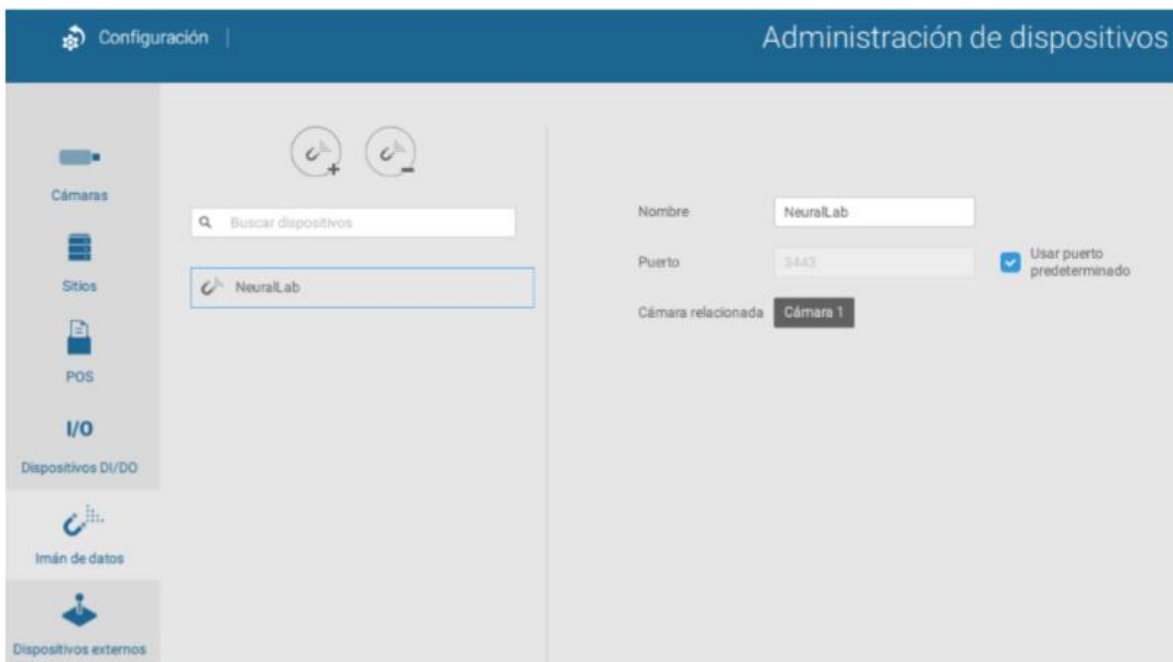 Configuración |
Administración de dispositivos
Cámaras
Sitios
POS
I/O
Dispositivos DI/DO
Imán de datos
Dispositivos externos
Buscar dispositivos
NeuralLab
Nombre
NeuralLab
Puerto
3443
Usar puerto
predeterminado
Cámara relacionada
Cámara 1